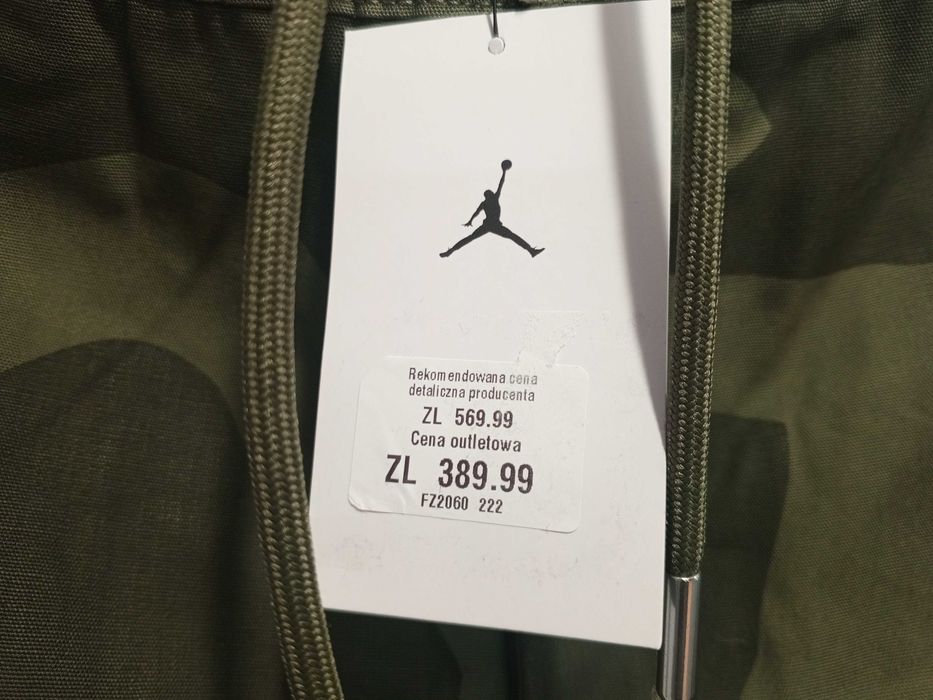 Rekomendowana cena
detaliczna producenta
ZL 569.99
Cena outletowa
ZL 389.99
FZ2060 222